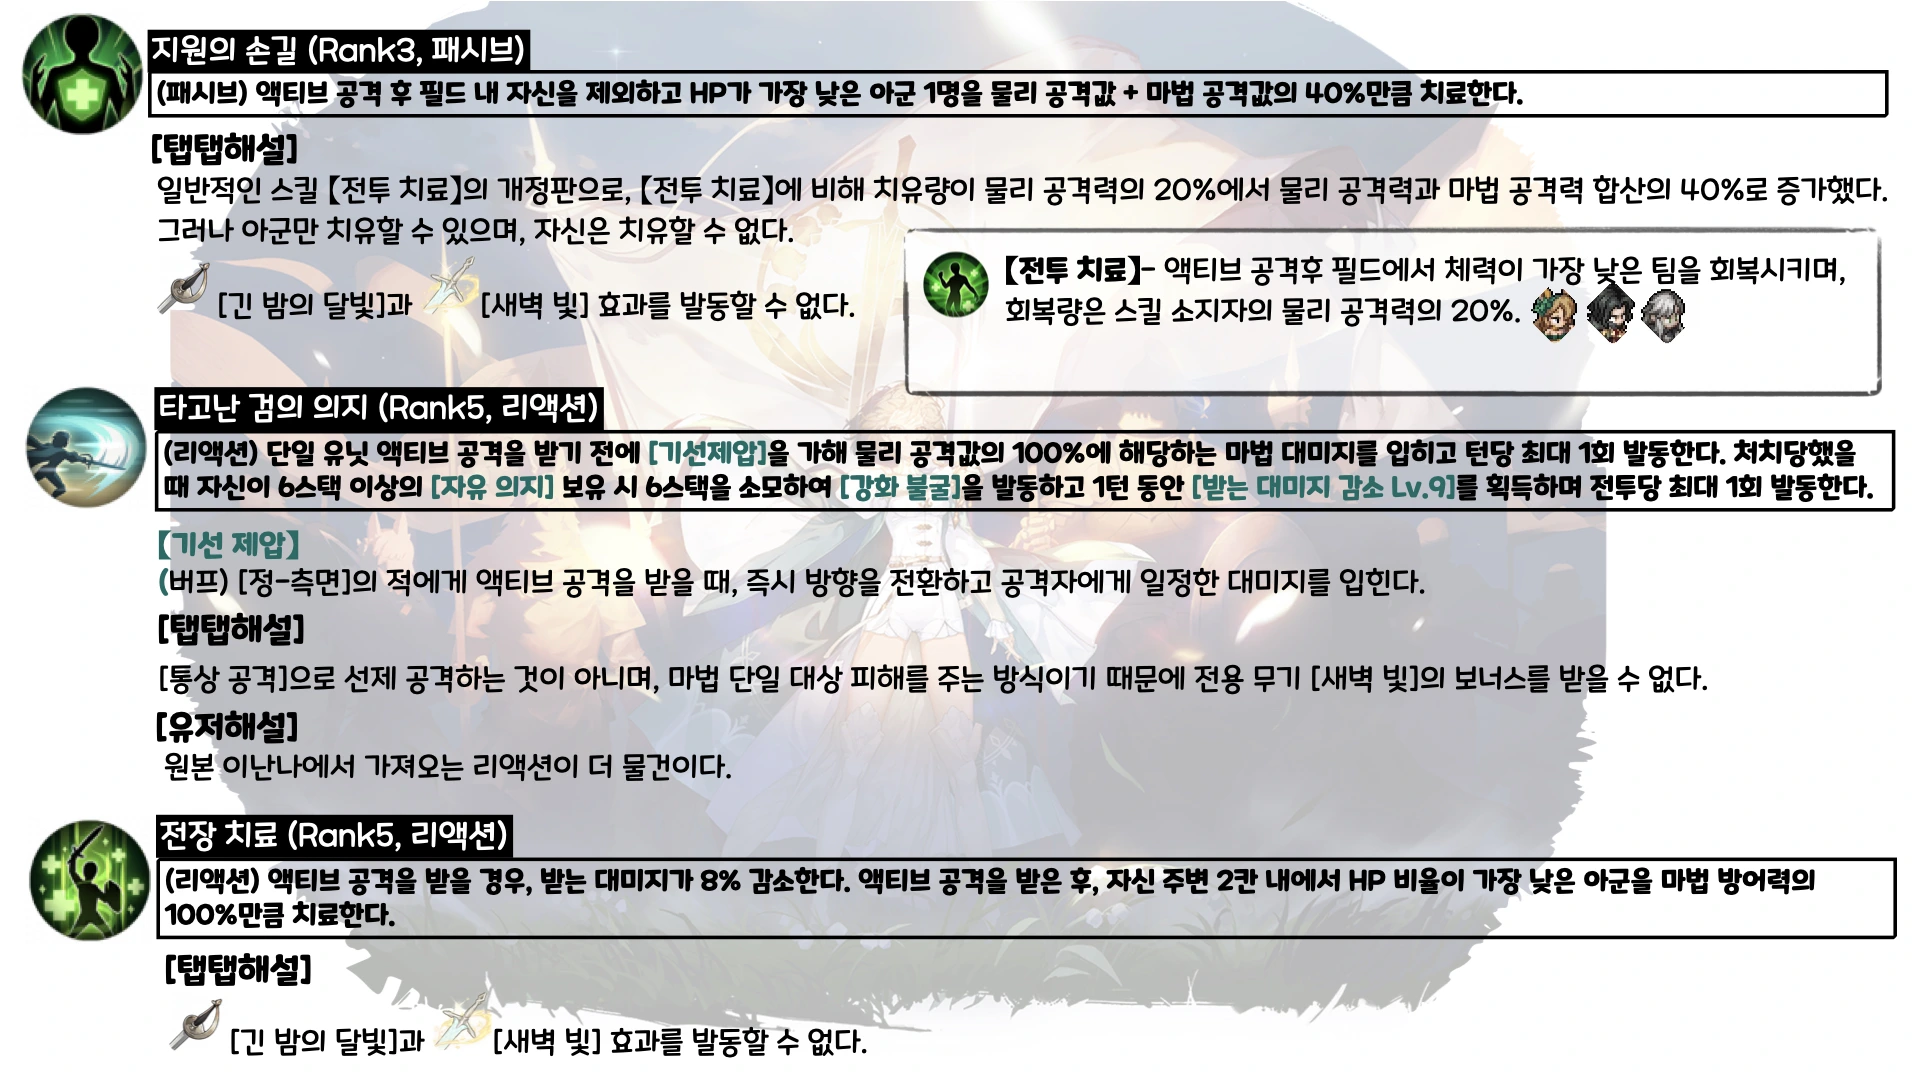 지원의 손길 (Rank3, 패시브)
(패시브) 액티브 공격 후 필드 내 자신을 제외하고 HP가 가장 낮은 아군 1명을 물리 공격값 + 마법 공격값의 40%만큼 치료한다.
[탭탭해설]
일반적인 스킬 【전투 치료】의 개정판으로, 【전투 치료】에 비해 치유량이 물리 공격력의 20%에서 물리 공격력과 마법 공격력 합산의 40%로 증가했다.
그러나 아군만 치유할 수 있으며, 자신은 치유할 수 없다.
[긴 밤의 달빛]과 [새벽 빛] 효과를 발동할 수 없다.
【전투 치료】- 액티브 공격후 필드에서 체력이 가장 낮은 팀을 회복시키며,
회복량은 스킬 소지자의 물리 공격력의 20%.
타고난 검의 의지 (Rank5, 리액션)
(리액션) 단일 유닛 액티브 공격을 받기 전에 [기선제압]을 가해 물리 공격값의 100%에 해당하는 마법 대미지를 입히고 턴당 최대 1회 발동한다. 처치당했을
때 자신이 6스택 이상의 [자유 의지] 보유 시 6스택을 소모하여 [강화 불굴]을 발동하고 1턴 동안 [받는 대미지 감소 Lv.9]를 획득하며 전투당 최대 1회 발동한다.
【기선 제압】
(버프) [정-측면]의 적에게 액티브 공격을 받을 때, 즉시 방향을 전환하고 공격자에게 일정한 대미지를 입힌다.
[탭탭해설]
[통상 공격]으로 선제 공격하는 것이 아니며, 마법 단일 대상 피해를 주는 방식이기 때문에 전용 무기 [새벽 빛]의 보너스를 받을 수 없다.
[유저해설]
원본 이난나에서 가져오는 리액션이 더 물건이다.
전장 치료 (Rank5, 리액션)
(리액션) 액티브 공격을 받을 경우, 받는 대미지가 8% 감소한다. 액티브 공격을 받은 후, 자신 주변 2칸 내에서 HP 비율이 가장 낮은 아군을 마법 방어력의
100%만큼 치료한다.
[탭탭해설]
[긴 밤의 달빛]과 [새벽 빛] 효과를 발동할 수 없다.